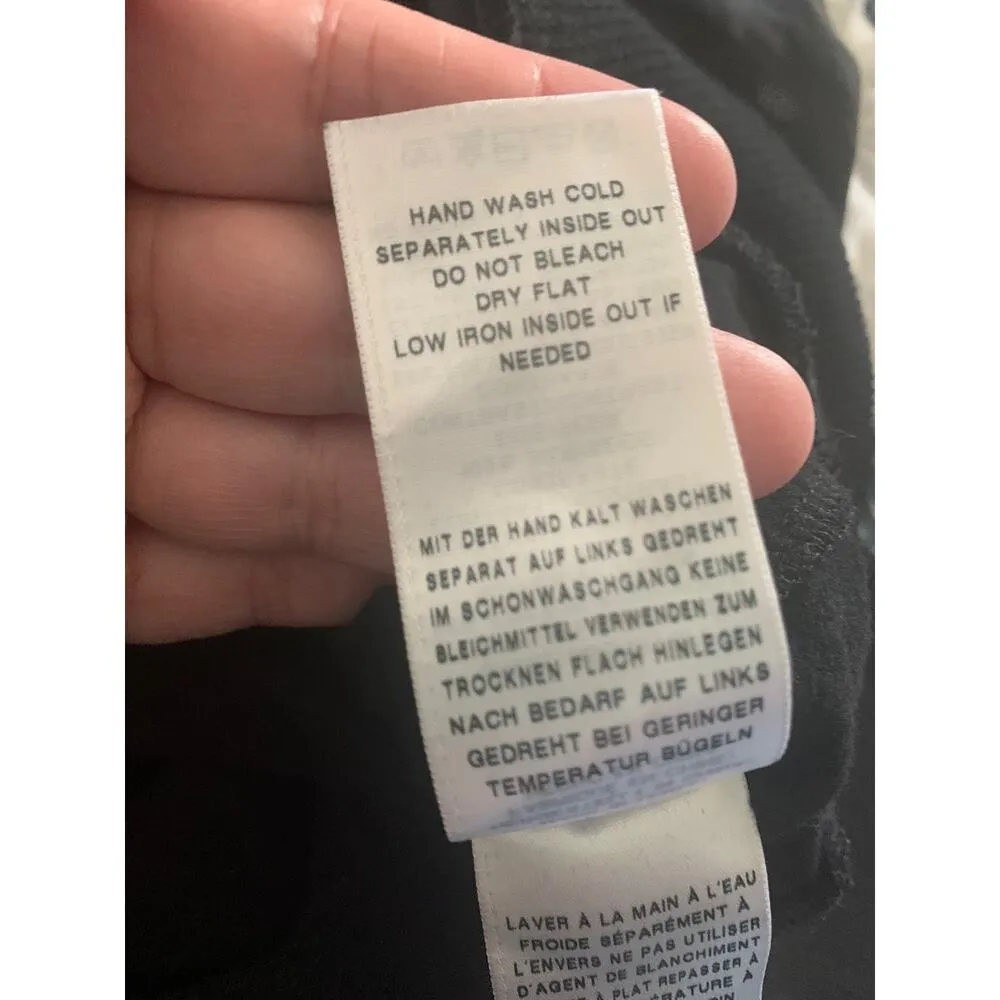 HAND WASH COLD
SEPARATELY INSIDE OUT
DO NOT BLEACH
DRY FLAT
LOW IRON INSIDE OUT IF
NEEDED
MIT DER HAND KALT WASCHEN
SEPARAT AUF LINKS GEDREHT
IM SCHONWASCHGANG KEINE
BLEICHMITTEL VERWENDEN ZUM
TROCKNEN FLACH HINLEGEN
NACH BEDARF AUF LINKS
GEDREHT BEI GERINGER
TEMPERATUR BÜGELN
LAVER À LA MAIN À L'EAU
FROIDE SÉPARÉMENT À
L'ENVERS NE PAS UTILISER
D'AGENT DE BLANCHIMENT
À PLAT REPASSER À